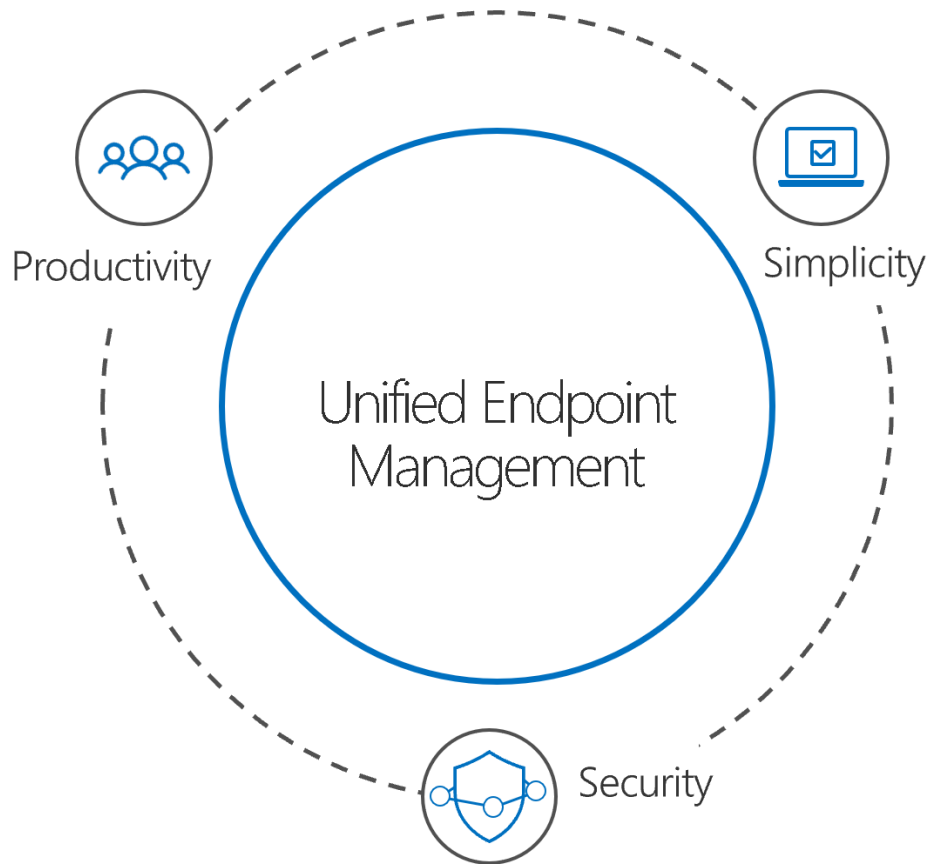 Productivity
Simplicity
Unified Endpoint
Management
Security